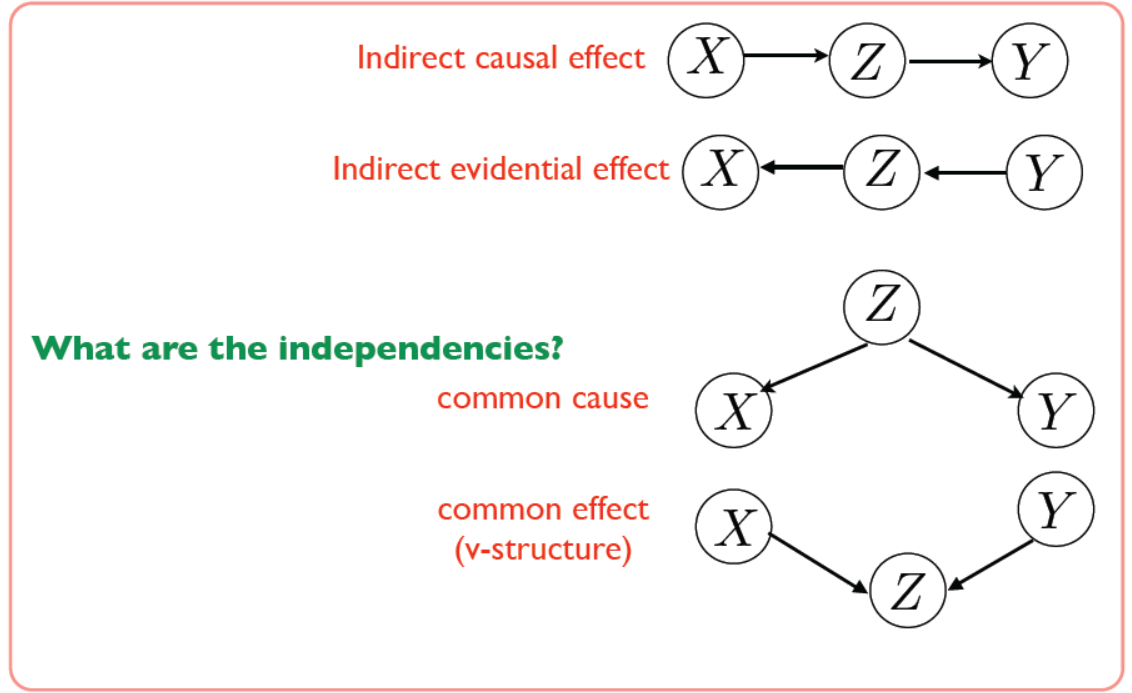 Indirect causal effect X Z Y
Indirect evidential effect X Z Y
Z
What are the independencies?
common cause X Y
common effect X Y
(v-structure)
Z